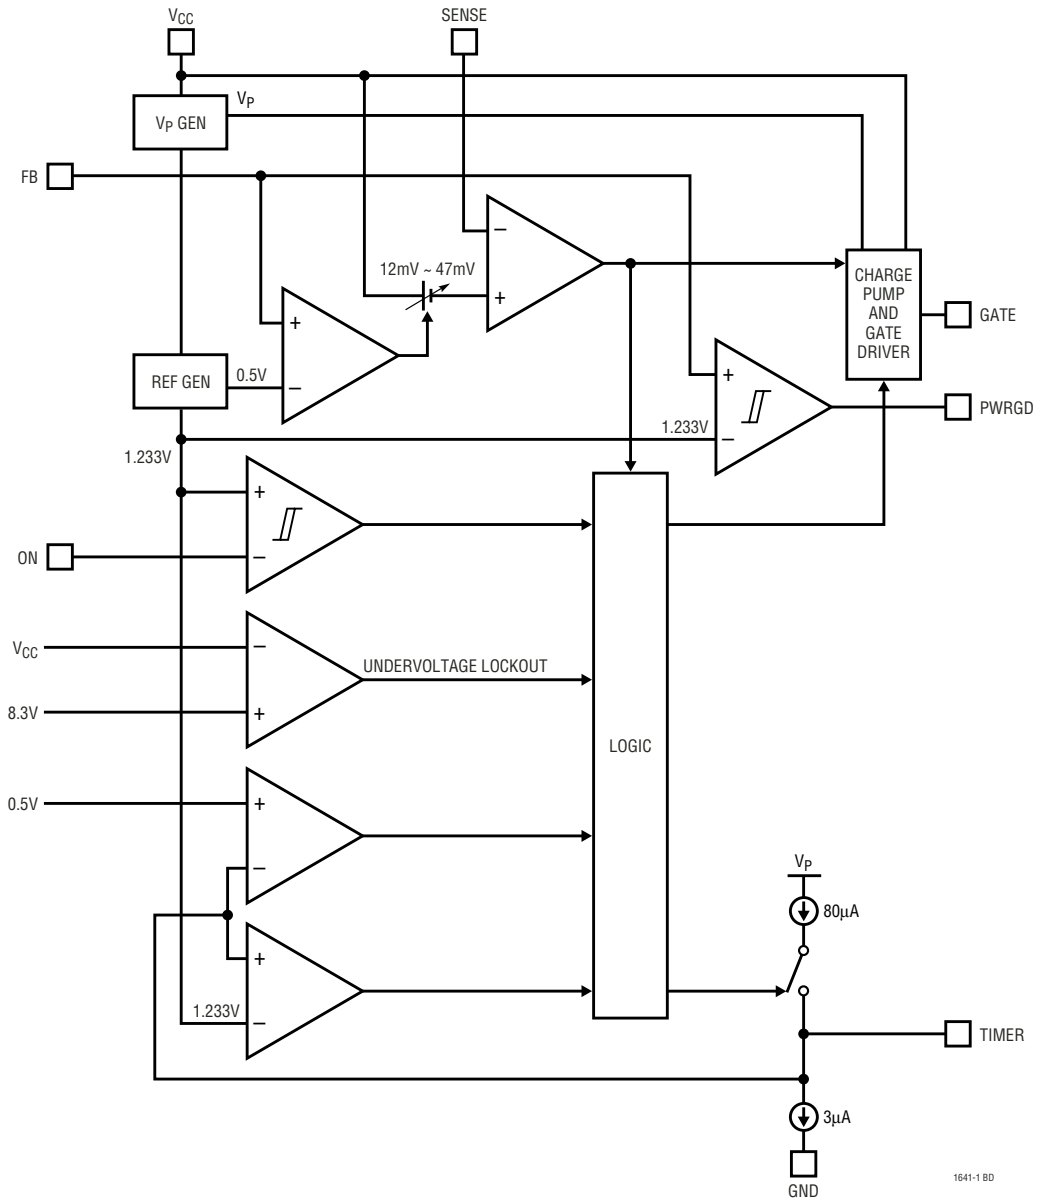 VCC
SENSE
VP
VP GEN
FB
12mV ~ 47mV
–
+
CHARGE
PUMP
AND
GATE
DRIVER
GATE
+
–
REF GEN
0.5V
+
–
PWRGD
1.233V
1.233V
+
–
ON
VCC
–
UNDERVOLTAGE LOCKOUT
8.3V
+
LOGIC
0.5V
+
–
VP
80µA
+
1.233V
–
TIMER
3µA
GND
1641-1 BD